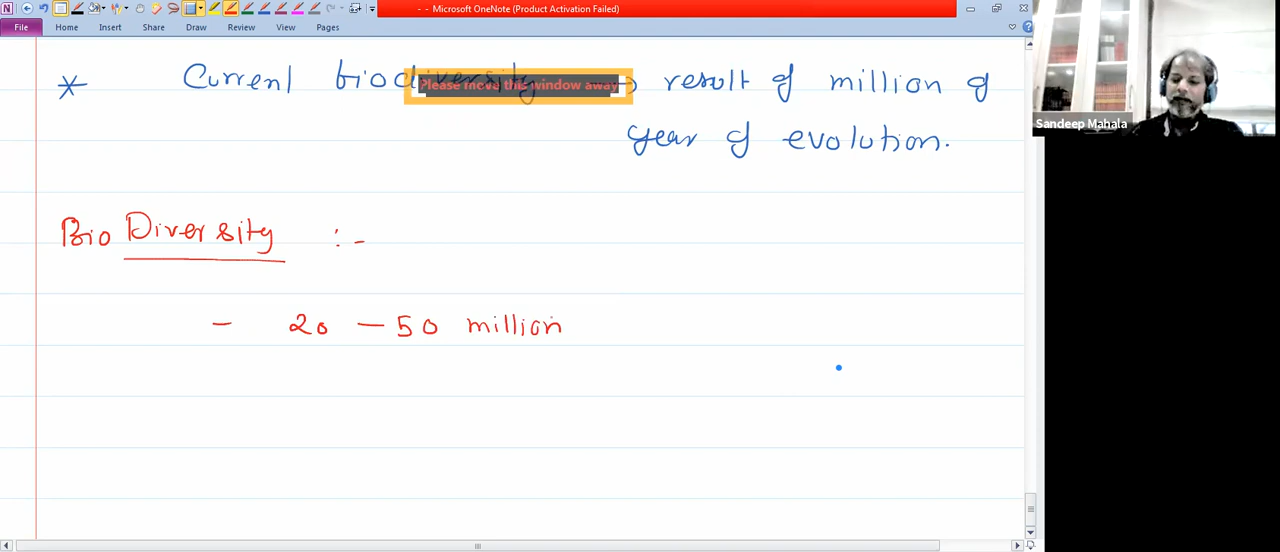 - - Microsoft OneNote (Product Activation Failed)
File Home Insert Share Draw Review View Pages
* Current biodiversity → result of million of
Please move this window away
year of evolution.
Sandeep Mahala
Bio Diversity :-
- 20 - 50 million